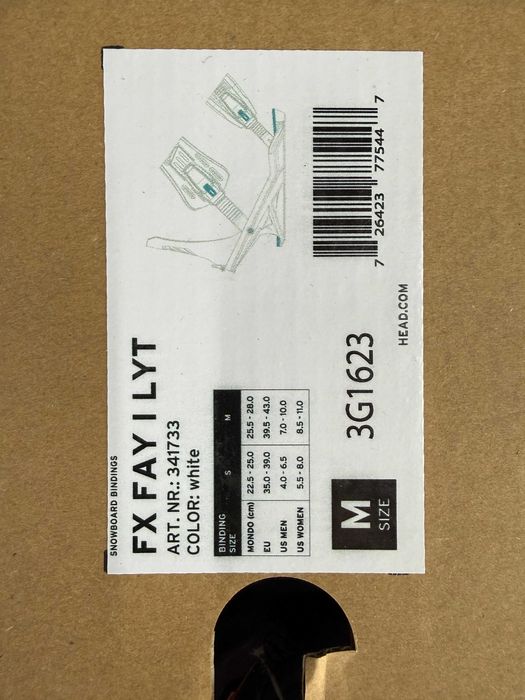 SNOWBOARD BINDINGS
FX FAY I LYT
ART. NR.: 341733
COLOR: white
BINDING SIZE S M
MONDO (cm) 22.5 - 25.0 25.5 - 28.0
EU 35.0 - 39.0 39.5 - 43.0
US MEN 4.0 - 6.5 7.0 - 10.0
US WOMEN 5.5 - 8.0 8.5 - 11.0
M
SIZE
3G1623
HEAD.COM
7 26423 77544 7